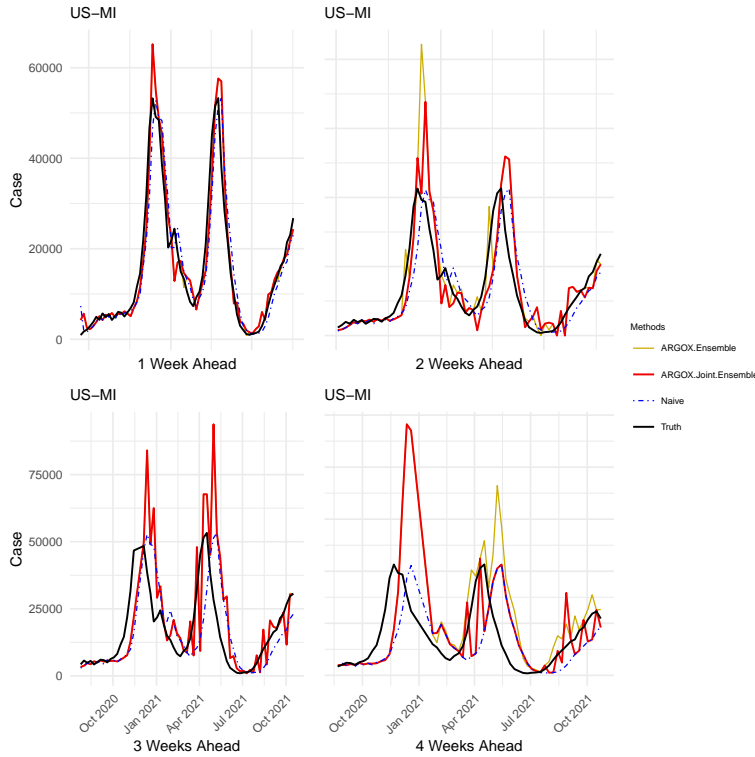 US−MI
US−MI
Case
60000
40000
20000
0
1 Week Ahead
2 Weeks Ahead
Methods
ARGOX.Ensemble
ARGOX.Joint.Ensemble
Naive
Truth
US−MI
US−MI
Case
75000
50000
25000
0
Oct 2020
Jan 2021
Apr 2021
Jul 2021
Oct 2021
Oct 2020
Jan 2021
Apr 2021
Jul 2021
Oct 2021
3 Weeks Ahead
4 Weeks Ahead